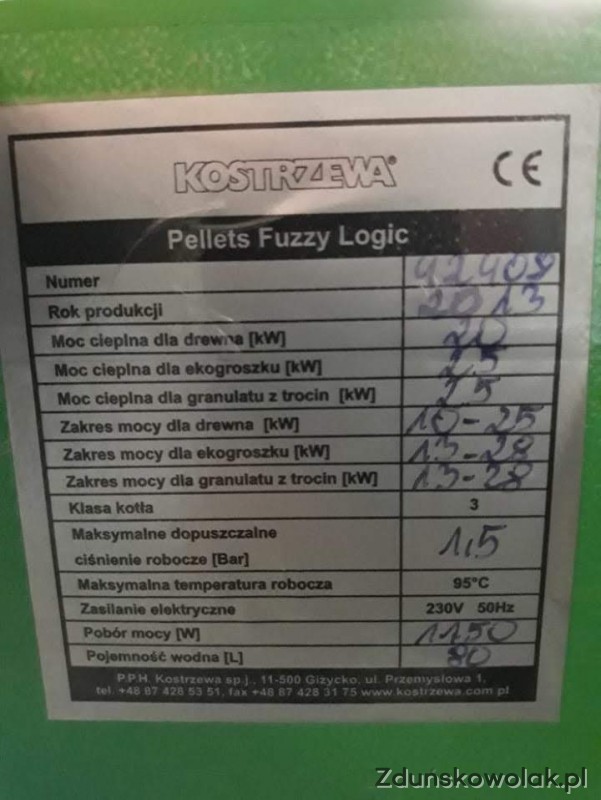 KOSTRZEWA® CE
Pellets Fuzzy Logic
Numer 42409
Rok produkcji 2013
Moc cieplna dla drewna [kW] 20
Moc cieplna dla ekogroszku [kW] 25
Moc cieplna dla granulatu z trocin [kW] 25
Zakres mocy dla drewna [kW] 10-25
Zakres mocy dla ekogroszku [kW] 13-28
Zakres mocy dla granulatu z trocin [kW] 13-28
Klasa kotła 3
Maksymalne dopuszczalne
ciśnienie robocze [Bar] 1,5
Maksymalna temperatura robocza 95°C
Zasilanie elektryczne 230V 50Hz
Pobór mocy [W] 1150
Pojemność wodna [L] 80
P.P.H. Kostrzewa sp.j., 11-500 Giżycko, ul. Przemysłowa 1,
tel. +48 87 428 53 51, fax +48 87 428 31 75 www.kostrzewa.com.pl
Zdunskowolak.pl